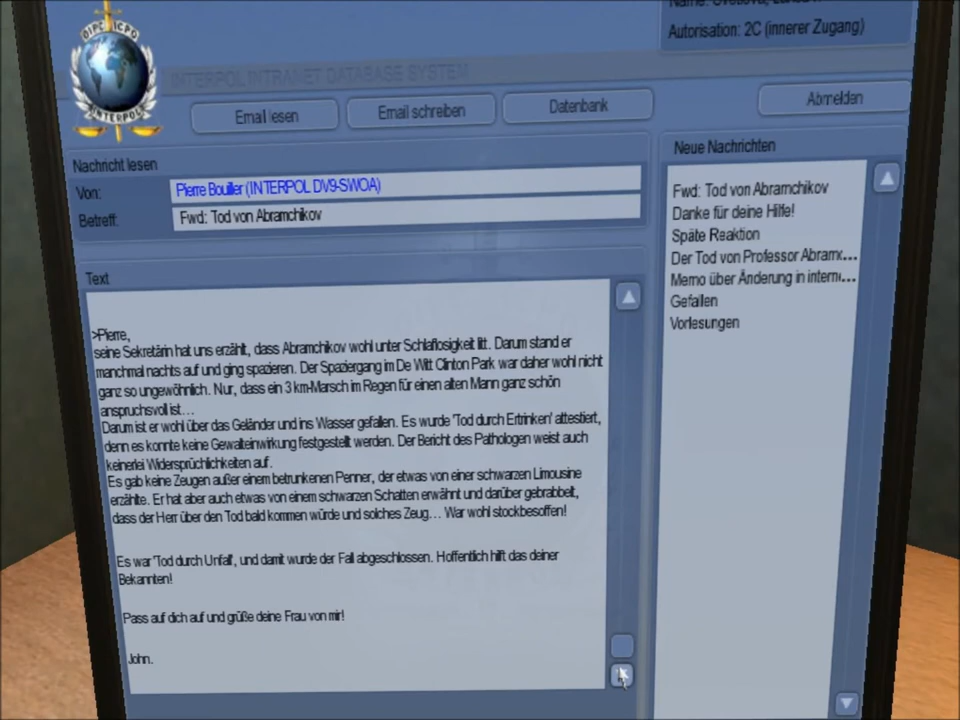 Autorisation: 2C (innerer Zugang)
OIPC ICPO
INTERPOL
INTERPOL INTRANET DATABASE SYSTEM
Email lesen
Email schreiben
Datenbank
Abmelden
Nachricht lesen
Von: Pierre Bouiller (INTERPOL DV9-SWOA)
Betreff: Fwd: Tod von Abramchikov
Text
>Pierre,
seine Sekretärin hat uns erzählt, dass Abramchikov wohl unter Schlaflosigkeit litt. Darum stand er
manchmal nachts auf und ging spazieren. Der Spaziergang im De Witt Clinton Park war daher wohl nicht
ganz so ungewöhnlich. Nur, dass ein 3 km-Marsch im Regen für einen alten Mann ganz schön
anspruchsvoll ist…
Darum ist er wohl über das Geländer und ins Wasser gefallen. Es wurde 'Tod durch Ertrinken' attestiert,
denn es konnte keine Gewalteinwirkung festgestellt werden. Der Bericht des Pathologen weist auch
keinerlei Widersprüchlichkeiten auf.
Es gab keine Zeugen außer einem betrunkenen Penner, der etwas von einer schwarzen Limousine
erzählte. Er hat aber auch etwas von einem schwarzen Schatten erwähnt und darüber gebrabbelt,
dass der Herr über den Tod bald kommen würde und solches Zeug… War wohl stockbesoffen!
Es war 'Tod durch Unfall', und damit wurde der Fall abgeschlossen. Hoffentlich hilft das deiner
Bekannten!
Pass auf dich auf und grüße deine Frau von mir!
John.
Neue Nachrichten
Fwd: Tod von Abramchikov
Danke für deine Hilfe!
Späte Reaktion
Der Tod von Professor Abramc…
Memo über Änderung in intern…
Gefallen
Vorlesungen